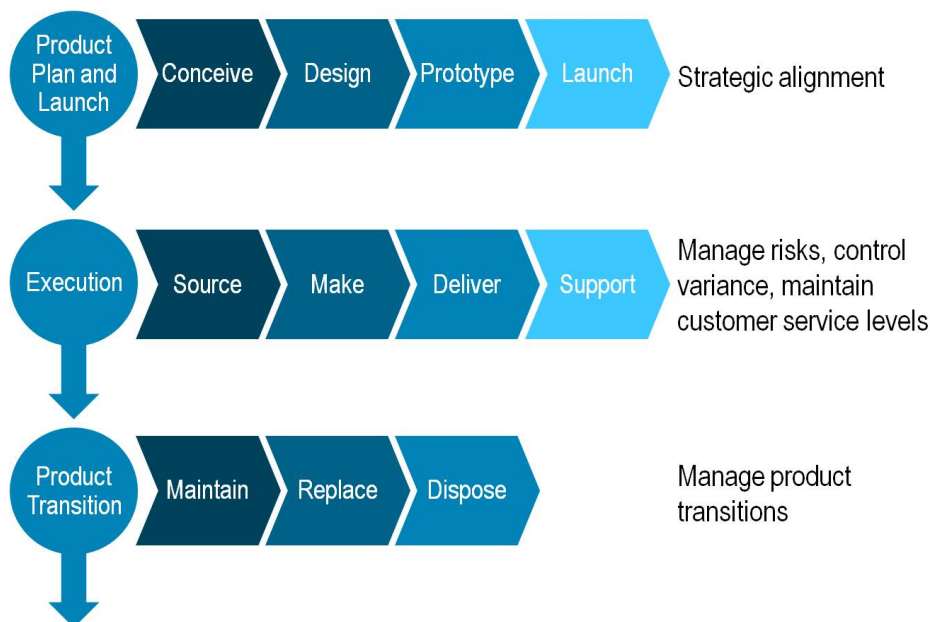 Product
Plan and
Launch
Conceive
Design
Prototype
Launch
Strategic alignment
Execution
Source
Make
Deliver
Support
Manage risks, control
variance, maintain
customer service levels
Product
Transition
Maintain
Replace
Dispose
Manage product
transitions